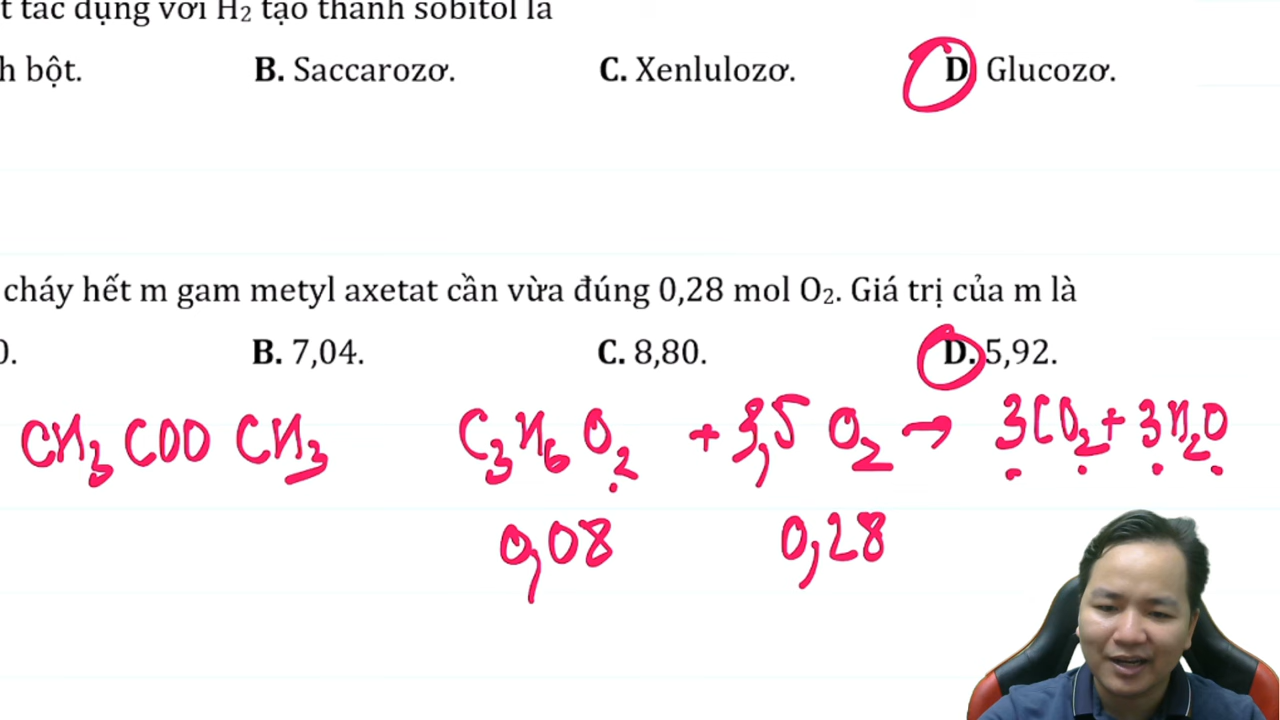 t tác dụng với H₂ tạo thành sobitol là
h bột. B. Saccarozơ. C. Xenlulozơ. D Glucozơ.
cháy hết m gam metyl axetat cần vừa đúng 0,28 mol O₂. Giá trị của m là
0. B. 7,04. C. 8,80. D. 5,92.
CH₃COOCH₃ C₃H₆O₂ + 3,5 O₂ → 3CO₂ + 3H₂O
0,08 0,28